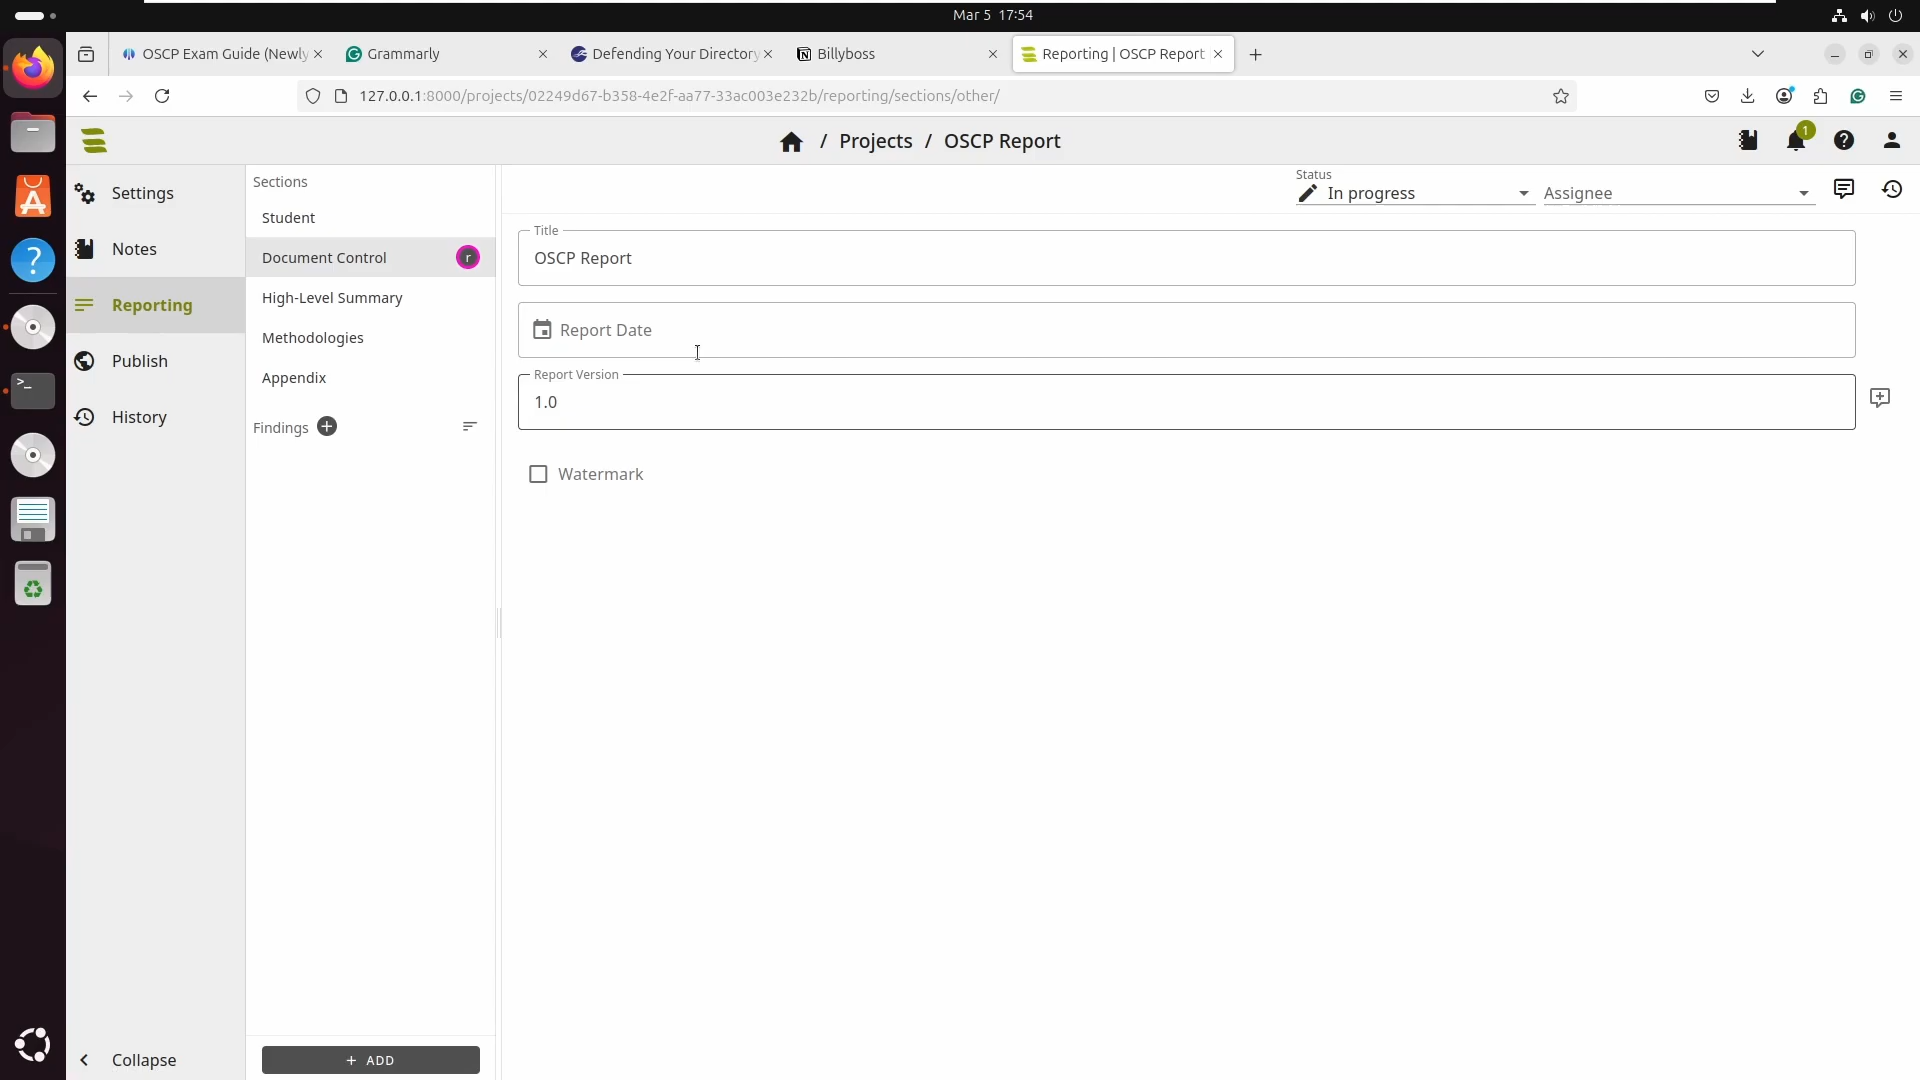 Mar 5 17:54
OSCP Exam Guide (Newly
Grammarly
Defending Your Directory
Billyboss
Reporting | OSCP Report
127.0.0.1:8000/projects/02249d67-b358-4e2f-aa77-33ac003e232b/reporting/sections/other/
/ Projects / OSCP Report
1
Settings
Notes
Reporting
Publish
History
Collapse
Sections
Student
Document Control
r
High-Level Summary
Methodologies
Appendix
Findings
+ ADD
Status
In progress
Assignee
Title
OSCP Report
Report Date
Report Version
1.0
Watermark